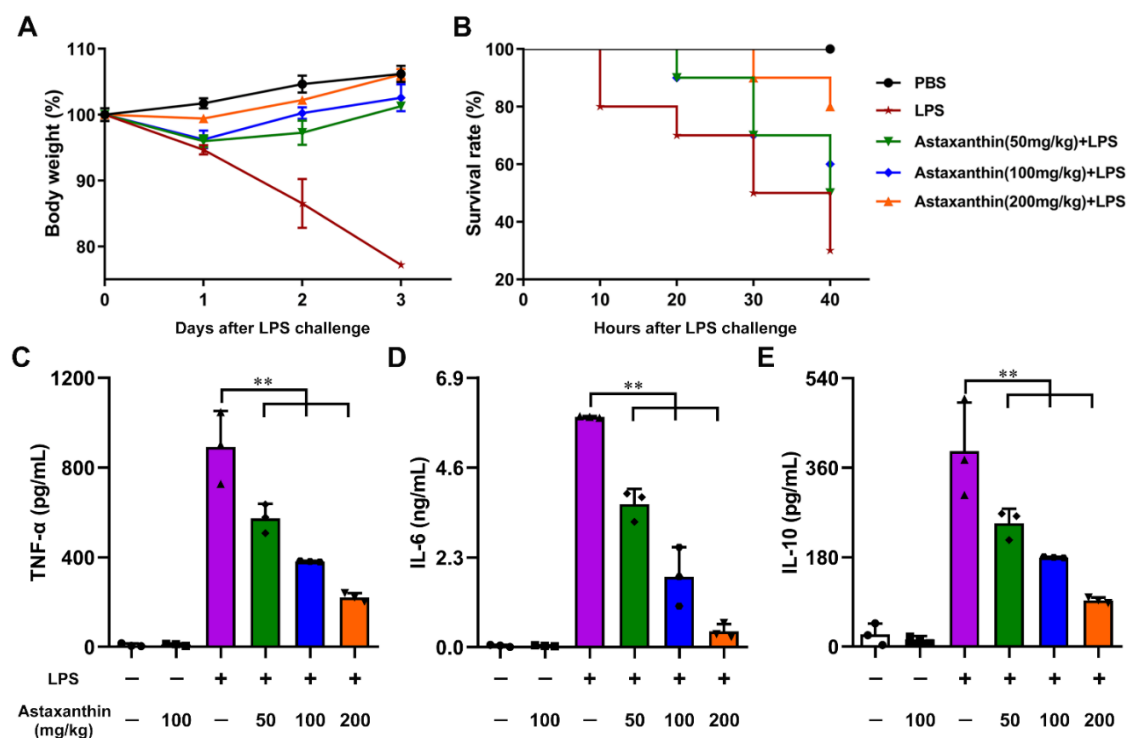 A
Body weight (%)
110
100
90
80
0
1
2
3
Days after LPS challenge
B
Survival rate (%)
100
80
60
40
20
0
10
20
30
40
Hours after LPS challenge
PBS
LPS
Astaxanthin(50mg/kg)+LPS
Astaxanthin(100mg/kg)+LPS
Astaxanthin(200mg/kg)+LPS
C
TNF-α (pg/mL)
1200
800
400
0
**
D
IL-6 (ng/mL)
6.9
4.6
2.3
0.0
**
E
IL-10 (pg/mL)
540
360
180
0
**
LPS
– – + + + +
– – + + + +
– – + + + +
Astaxanthin
(mg/kg)
– 100 – 50 100 200
– 100 – 50 100 200
– 100 – 50 100 200